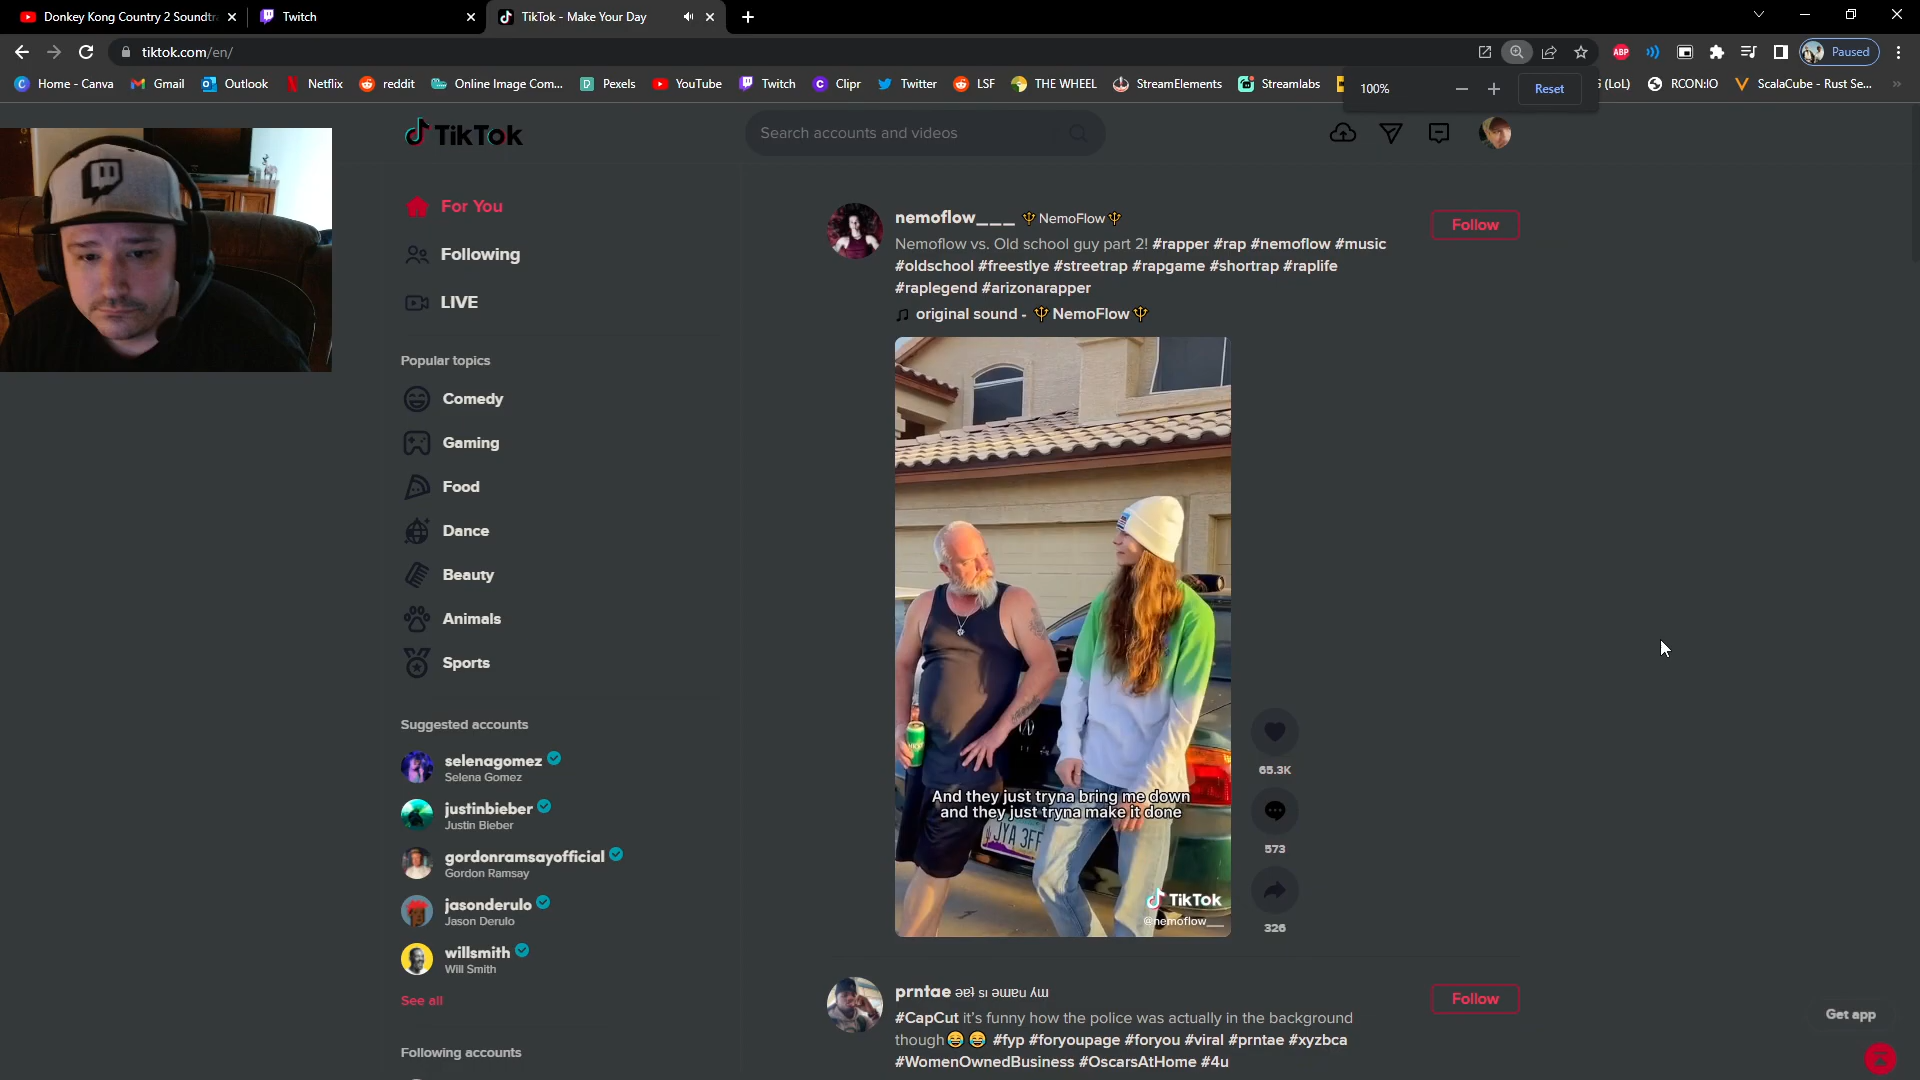 Donkey Kong Country 2 Soundtr
Twitch
TikTok - Make Your Day
tiktok.com/en/
Paused
Home - Canva
Gmail
Outlook
Netflix
reddit
Online Image Com...
Pexels
YouTube
Twitch
Clipr
Twitter
LSF
THE WHEEL
StreamElements
Streamlabs
(LoL)
RCON:IO
ScalaCube - Rust Se...
100%
Reset
TikTok
Search accounts and videos
For You
Following
LIVE
Popular topics
Comedy
Gaming
Food
Dance
Beauty
Animals
Sports
Suggested accounts
selenagomez
Selena Gomez
justinbieber
Justin Bieber
gordonramsayofficial
Gordon Ramsay
jasonderulo
Jason Derulo
willsmith
Will Smith
See all
Following accounts
nemoflow___ 🔱NemoFlow🔱
Follow
Nemoflow vs. Old school guy part 2! #rapper #rap #nemoflow #music
#oldschool #freestlye #streetrap #rapgame #shortrap #raplife
#raplegend #arizonarapper
original sound - 🔱NemoFlow🔱
And they just tryna bring me down
and they just tryna make it done
JYA 3FF
TikTok
@nemoflow___
65.3K
573
326
prntae ǝɐʇ sı ǝɯɐu ʎɯ
Follow
#CapCut it's funny how the police was actually in the background
though😂 😂 #fyp #foryoupage #foryou #viral #prntae #xyzbca
#WomenOwnedBusiness #OscarsAtHome #4u
Get app